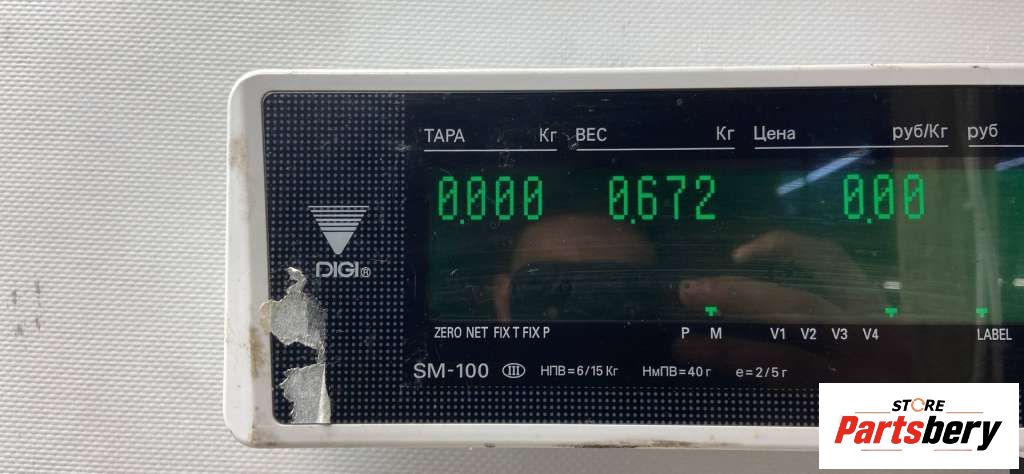 ТАРА Кг ВЕС Кг Цена руб/Кг руб
0.000 0.672 0.00
DIGI®
ZERO NET FIX T FIX P P M V1 V2 V3 V4 LABEL
SM-100 III НПВ=6/15 Кг НмПВ=40 г e=2/5 г
STORE
Partsbery